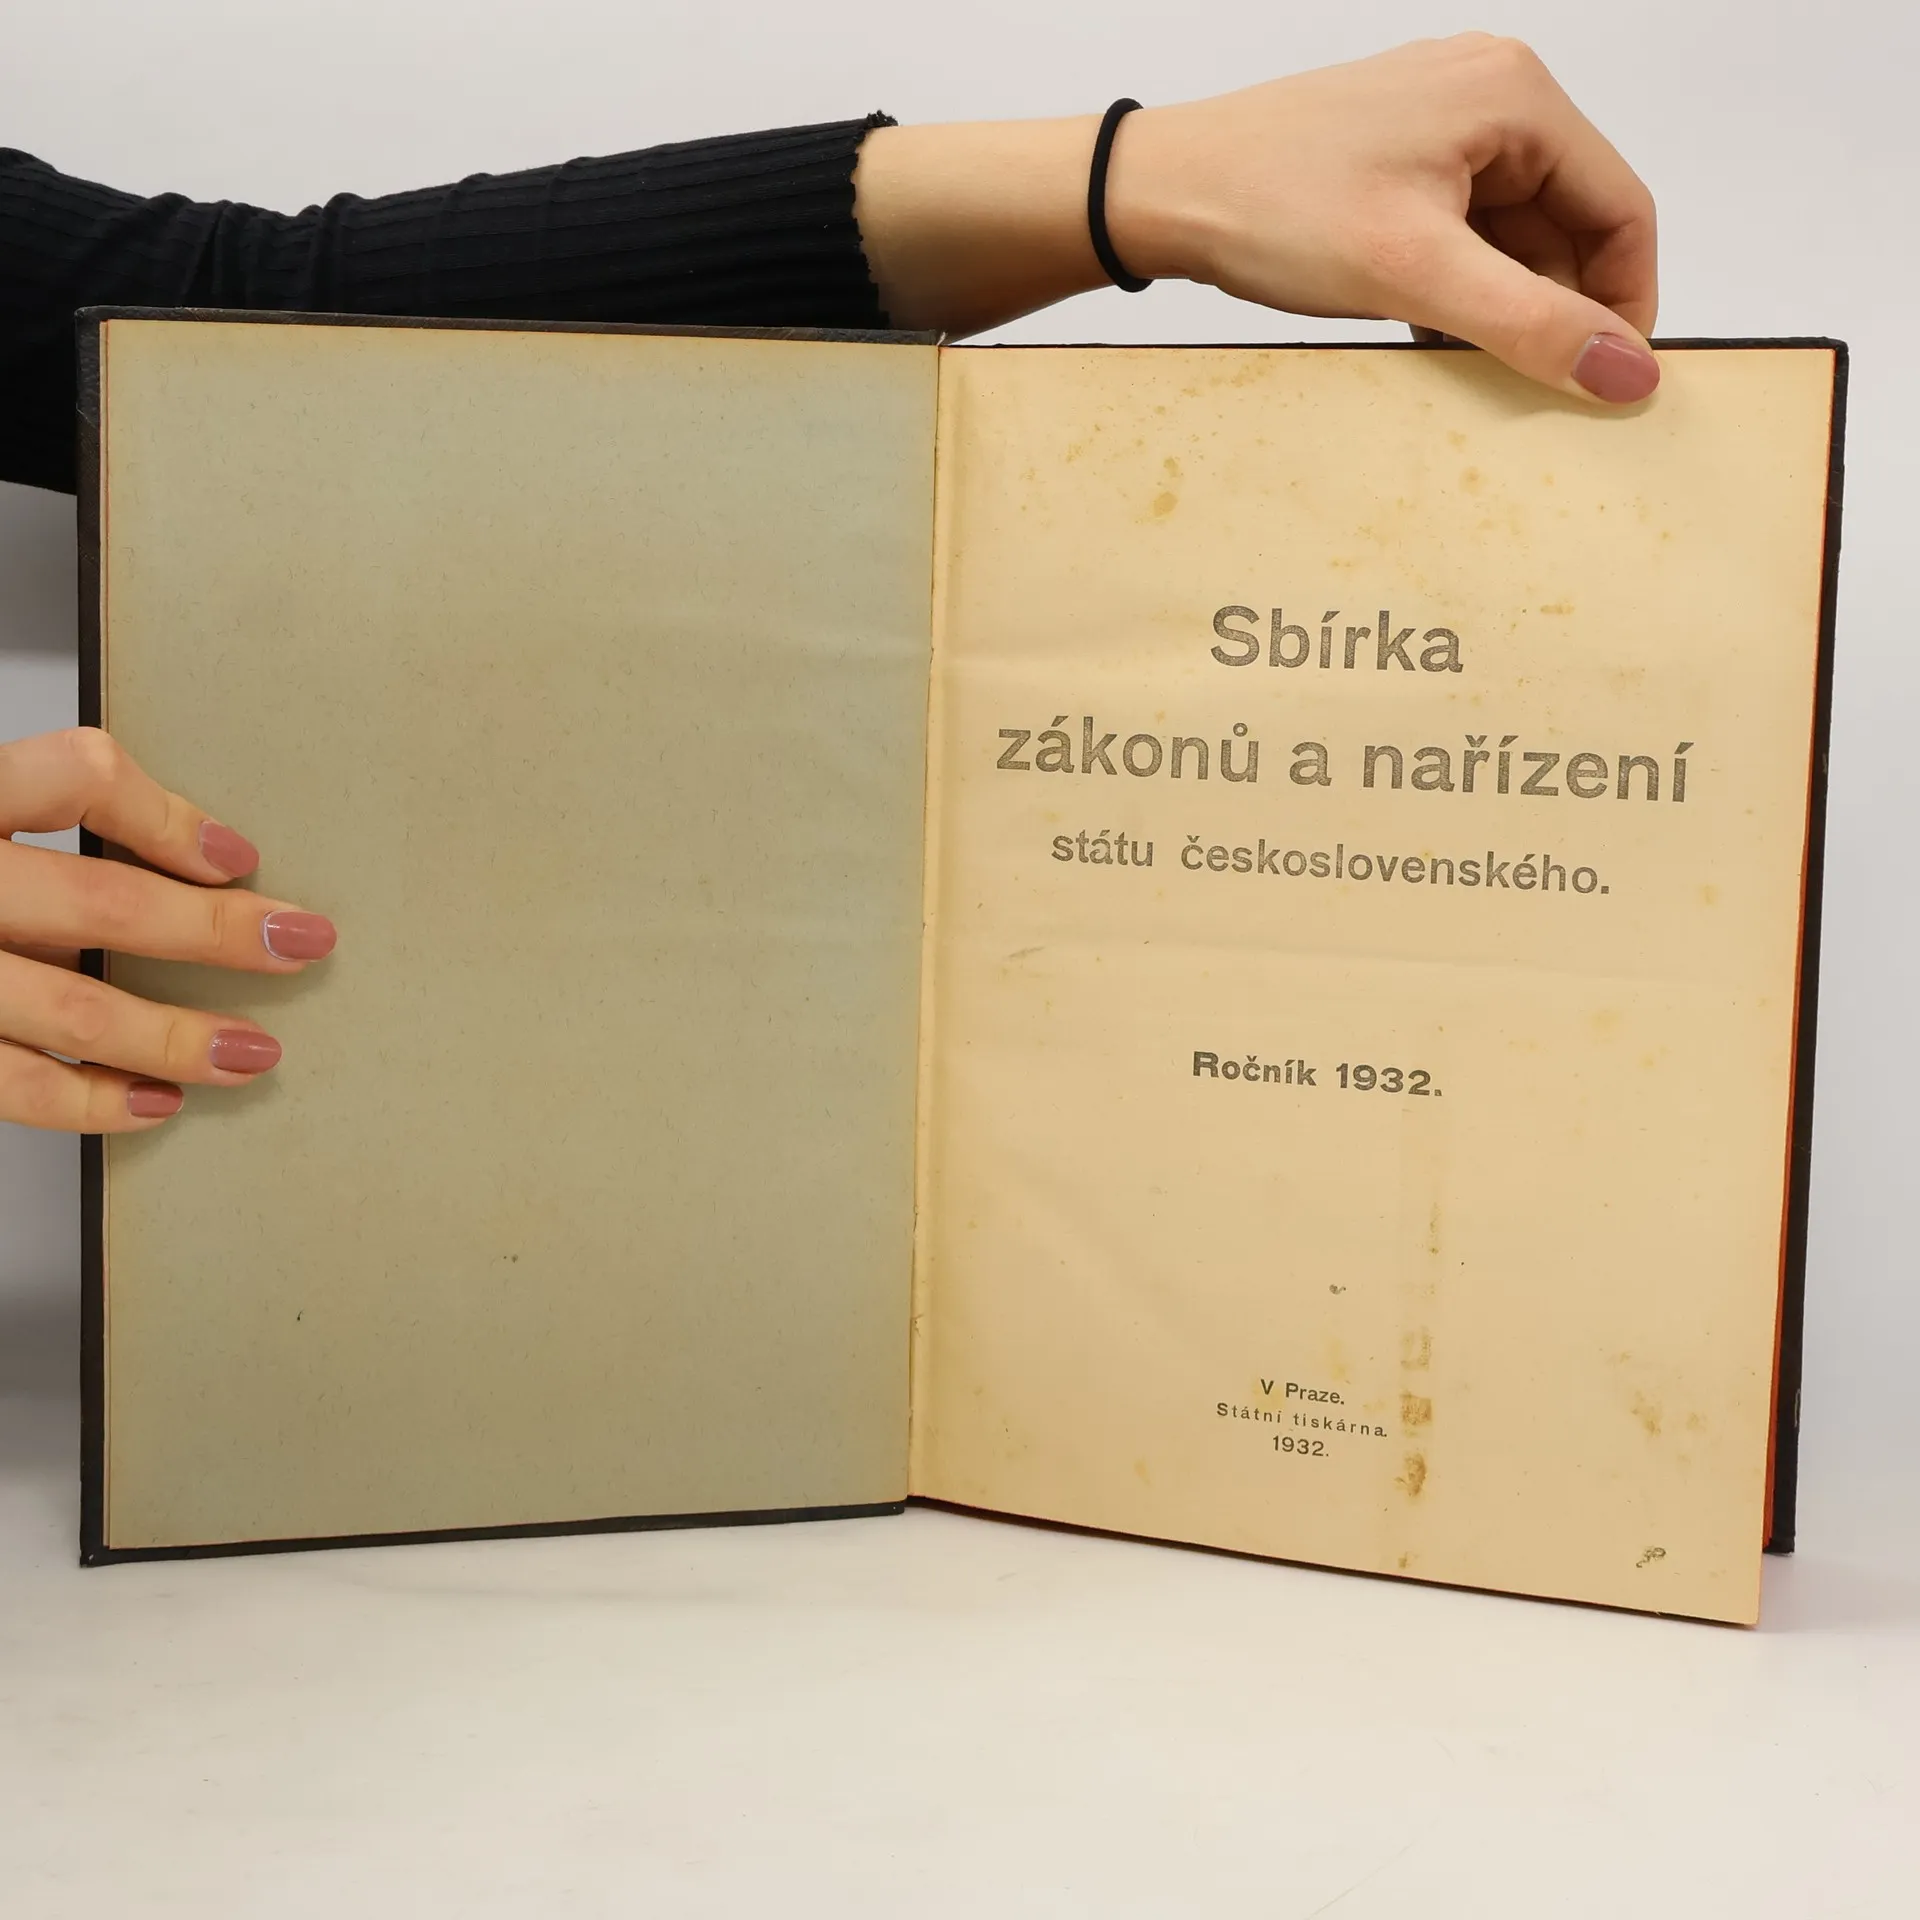 Sbírka
zákonů a nařízení
státu československého.
Ročník 1932.
V Praze.
Státní tiskárna.
1932.